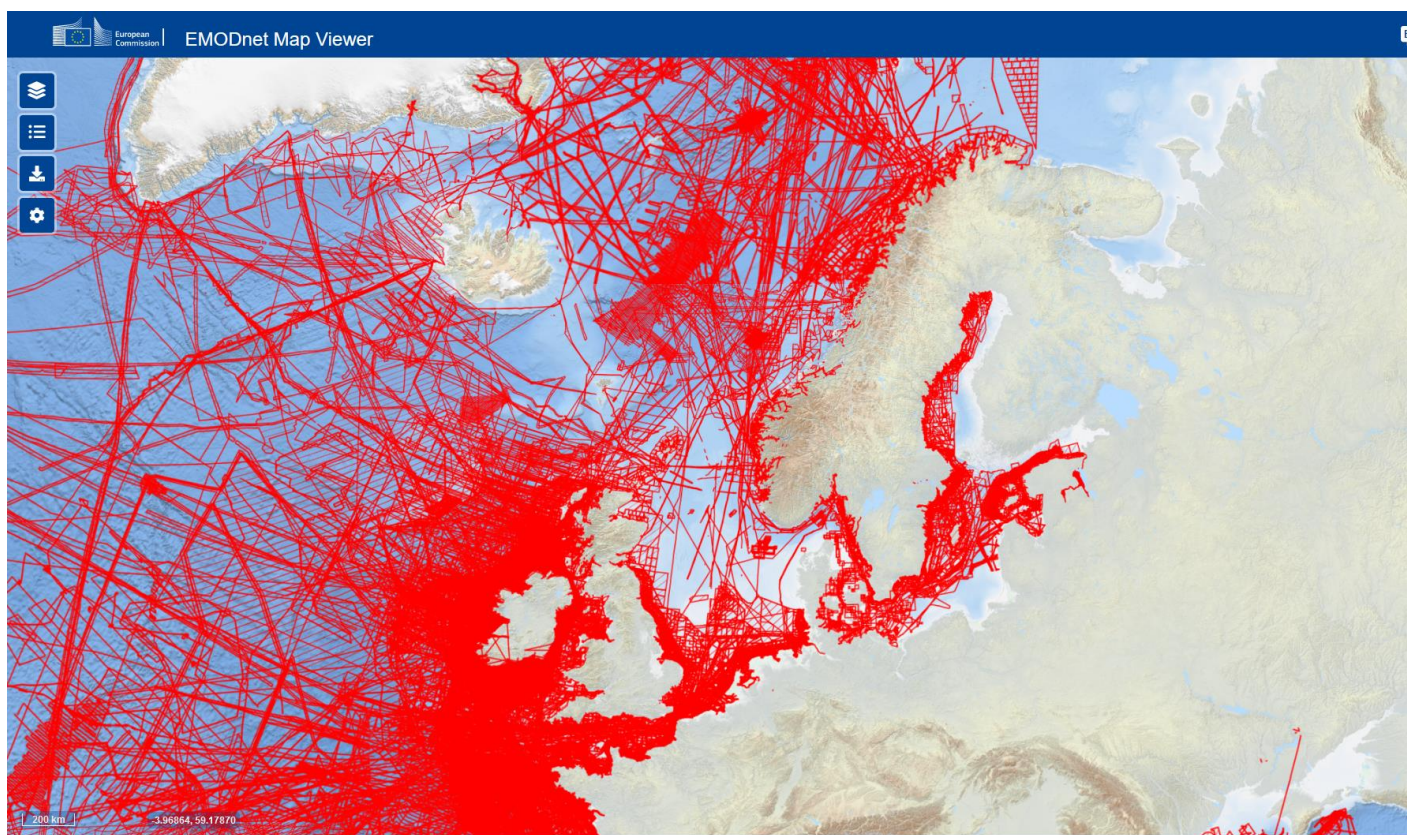 European
Commission
EMODnet Map Viewer
E
200 km
-3.96864, 59.17870